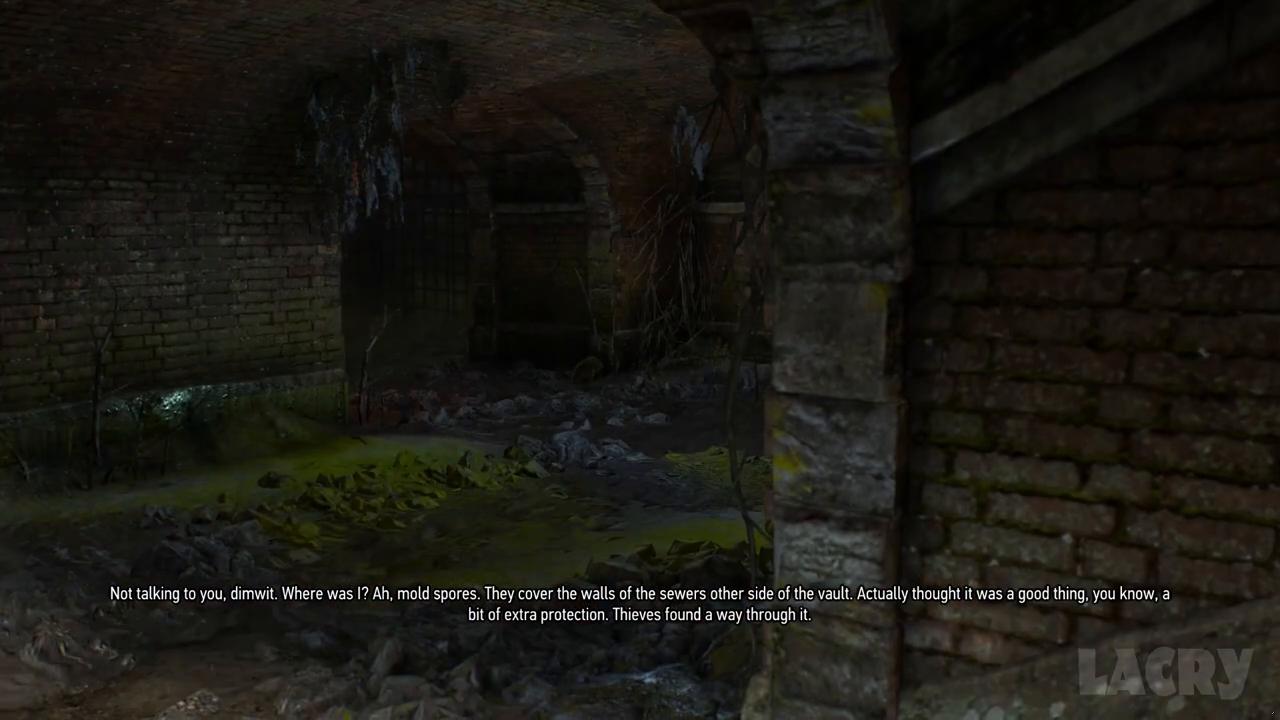 Not talking to you, dimwit. Where was I? Ah, mold spores. They cover the walls of the sewers other side of the vault. Actually thought it was a good thing, you know, a
bit of extra protection. Thieves found a way through it.
LACRY